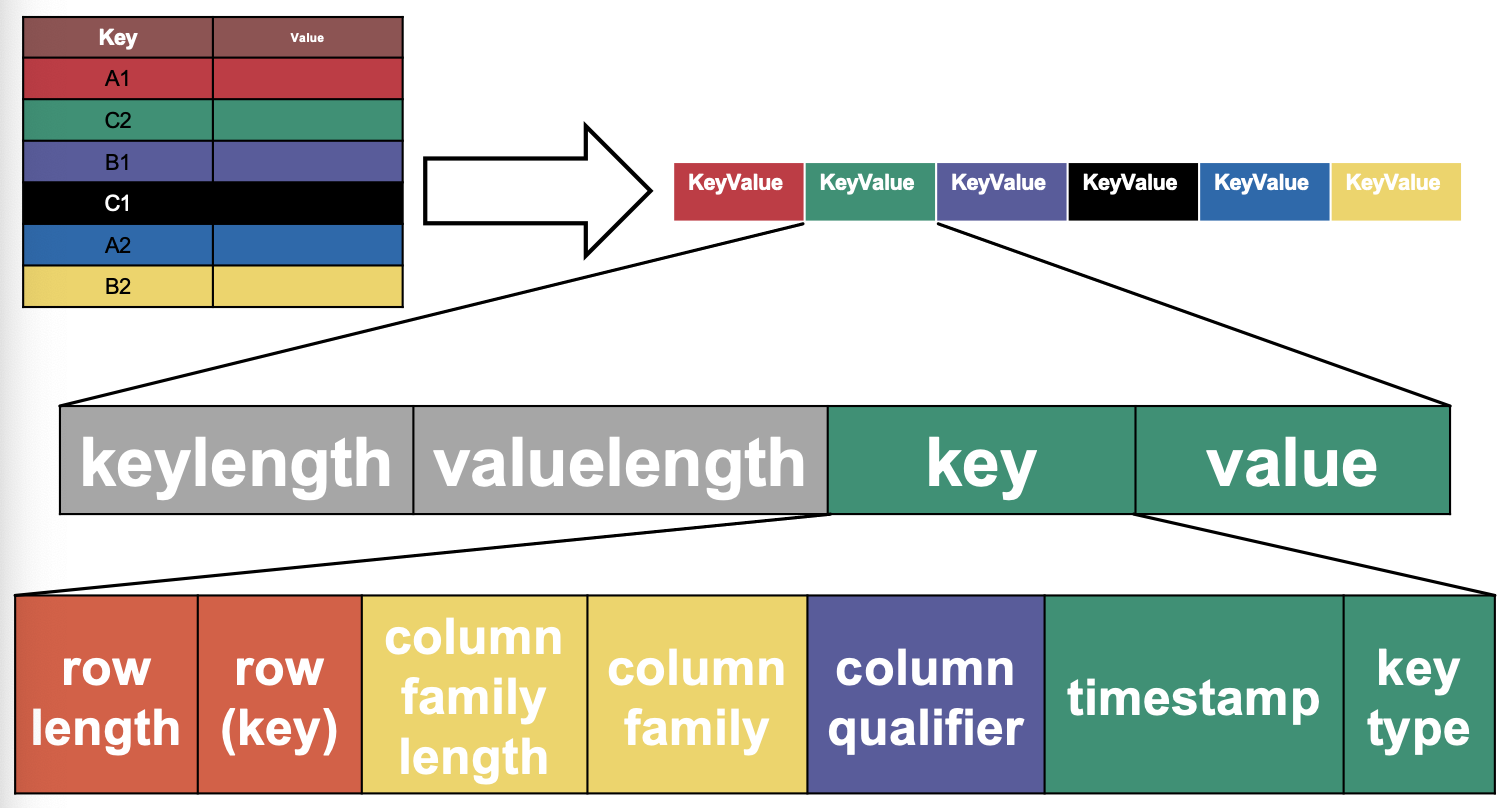 Key Value
A1
C2
B1
C1
A2
B2
KeyValue KeyValue KeyValue KeyValue KeyValue KeyValue
keylength valuelength key value
row
length
row
(key)
column
family
length
column
family
column
qualifier
timestamp
key
type